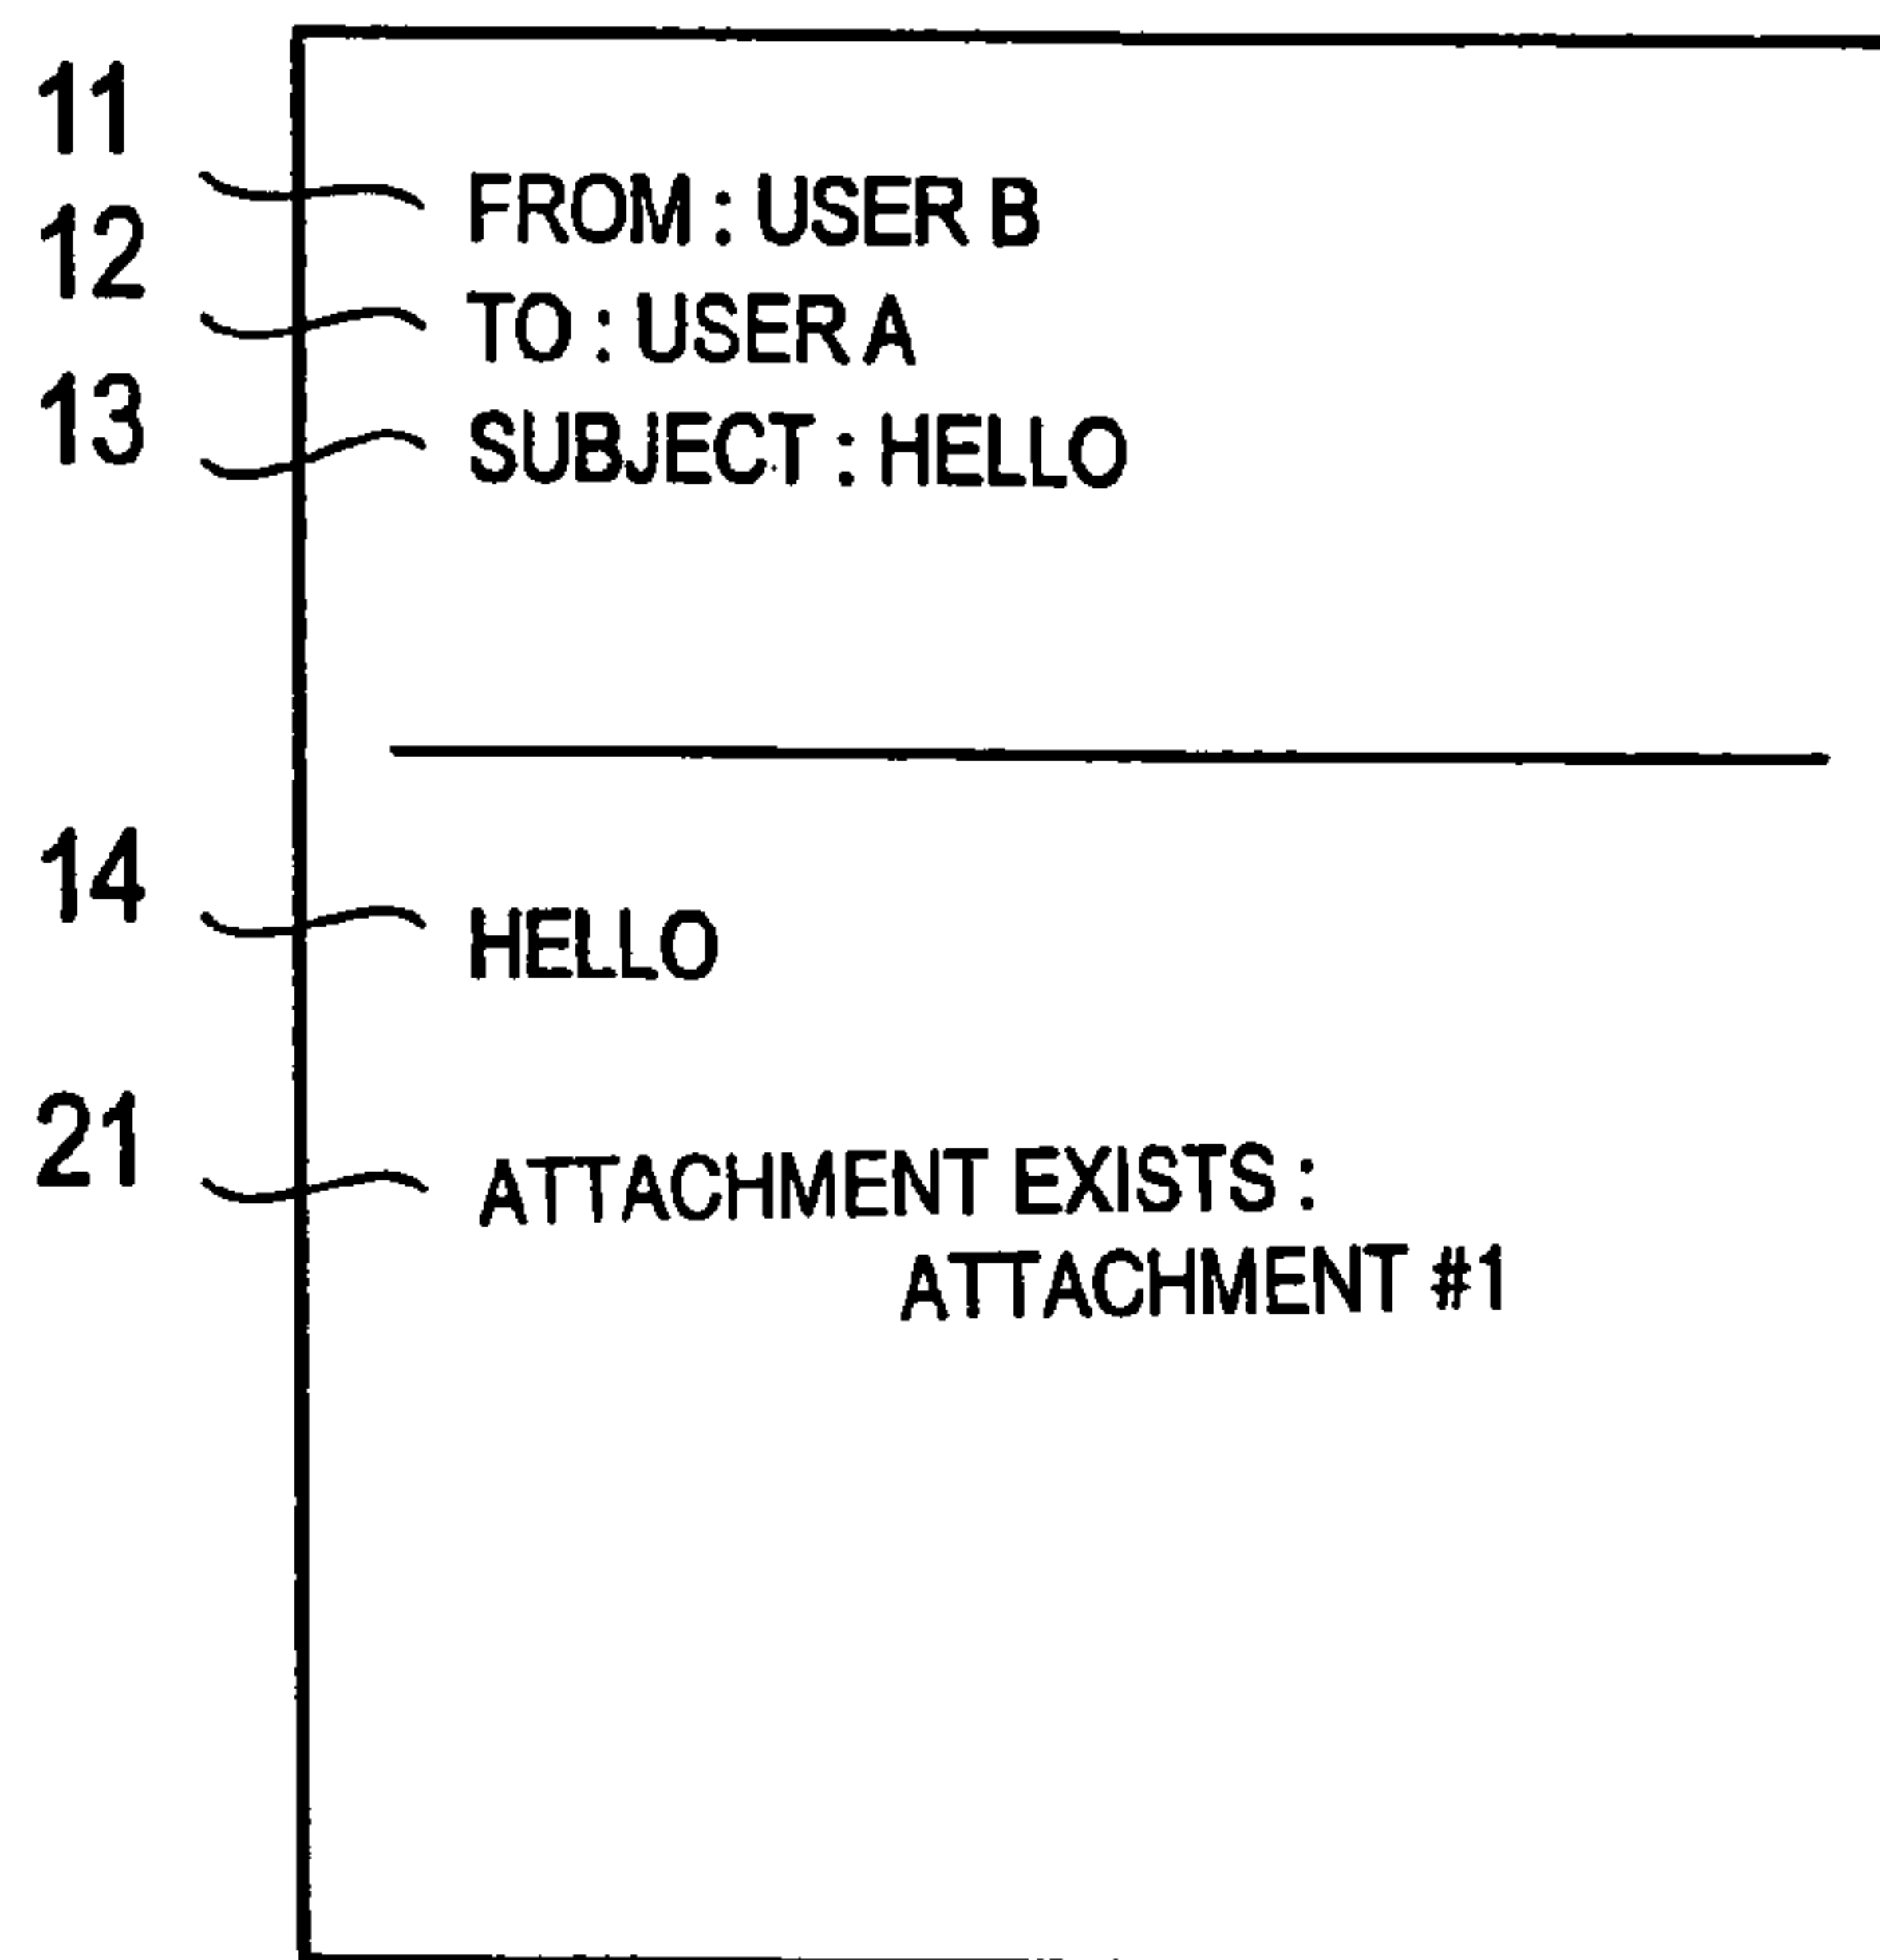 11 FROM : USER B
12 TO : USER A
13 SUBJECT : HELLO
14 HELLO
21 ATTACHMENT EXISTS :
ATTACHMENT #1